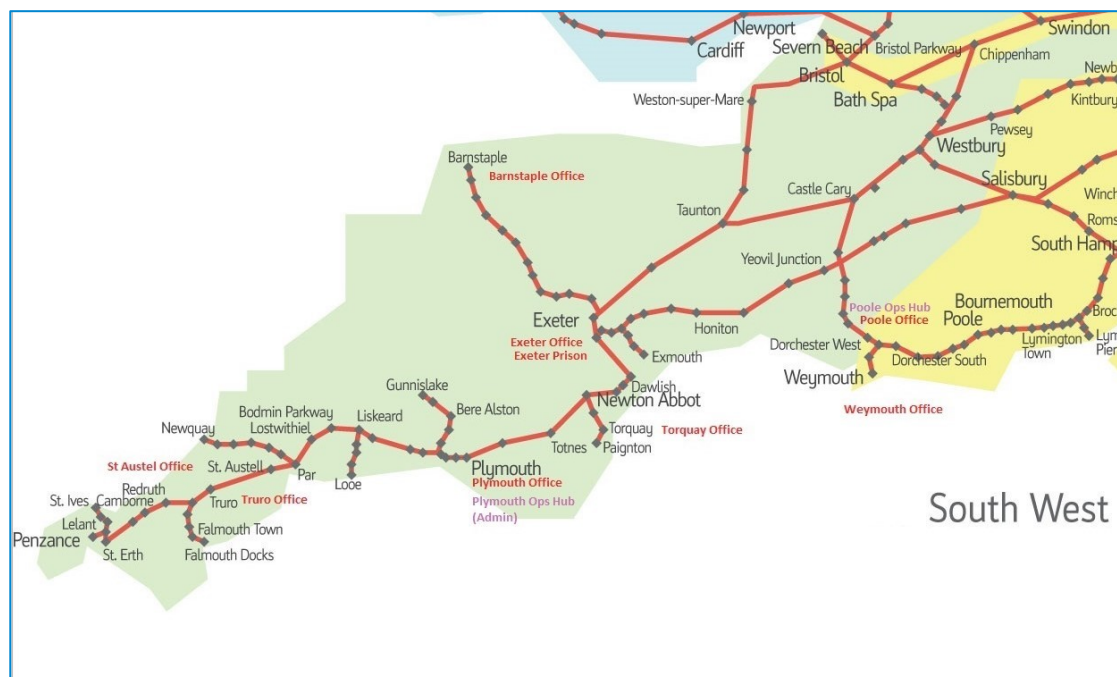 Newport
Swindon
Severn Beach
Cardiff
Bristol Parkway
Chippenham
Bristol
Newb
Weston-super-Mare
Bath Spa
Kintbury
Pewsey
Westbury
Barnstaple
Barnstaple Office
Salisbury
Castle Cary
Winch
Taunton
Roms
South Hamp
Yeovil Junction
Poole Ops Hub
Bournemouth
Poole Office
Poole
Exeter
Honiton
Broc
Exeter Office
Dorchester West
Lymington
Town
Lym
Pier
Exeter Prison
Exmouth
Dorchester South
Gunnislake
Dawlish
Weymouth
Newton Abbot
Bere Alston
Bodmin Parkway
Liskeard
Weymouth Office
Lostwithiel
Newquay
Torquay
Torquay Office
Totnes
Paignton
St Austel Office
St. Austell
Par
Plymouth
Looe
Plymouth Office
Redruth
St. Ives
Camborne
Truro
Truro Office
Plymouth Ops Hub
(Admin)
South West
Lelant
Falmouth Town
Penzance
St. Erth
Falmouth Docks